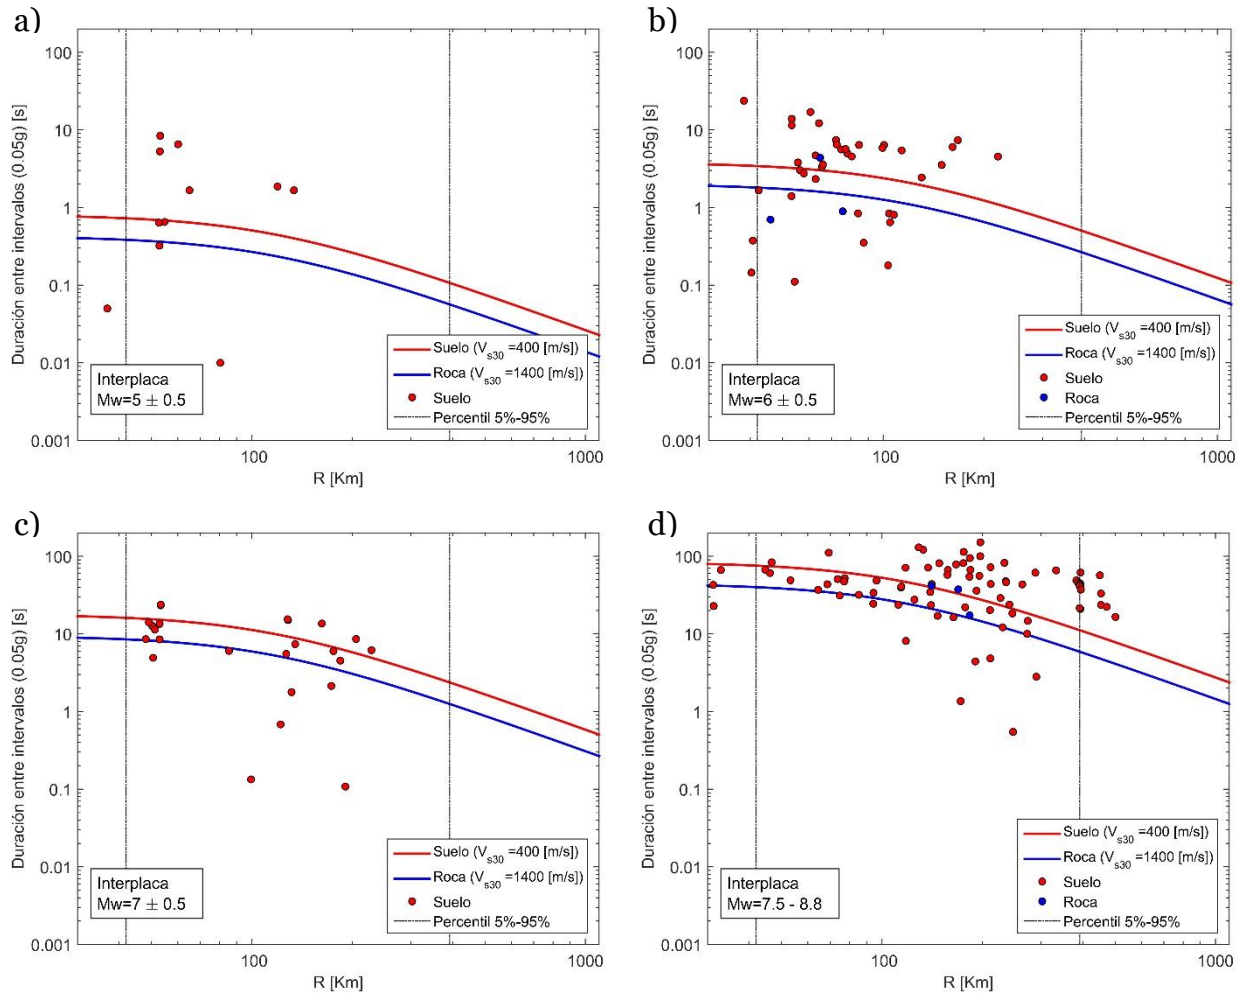 a)
100
10
1
0.1
0.01
0.001
Duración entre intervalos (0.05g) [s]
Suelo (Vs30 =400 [m/s])
Roca (Vs30 =1400 [m/s])
Suelo
Percentil 5%-95%
Interplaca
Mw=5 ± 0.5
100
1000
R [Km]
b)
100
10
1
0.1
0.01
0.001
Duración entre intervalos (0.05g) [s]
Suelo (Vs30 =400 [m/s])
Roca (Vs30 =1400 [m/s])
Suelo
Roca
Percentil 5%-95%
Interplaca
Mw=6 ± 0.5
100
1000
R [Km]
c)
100
10
1
0.1
0.01
0.001
Duración entre intervalos (0.05g) [s]
Suelo (Vs30 =400 [m/s])
Roca (Vs30 =1400 [m/s])
Suelo
Percentil 5%-95%
Interplaca
Mw=7 ± 0.5
100
1000
R [Km]
d)
100
10
1
0.1
0.01
0.001
Duración entre intervalos (0.05g) [s]
Suelo (Vs30 =400 [m/s])
Roca (Vs30 =1400 [m/s])
Suelo
Roca
Percentil 5%-95%
Interplaca
Mw=7.5 - 8.8
100
1000
R [Km]